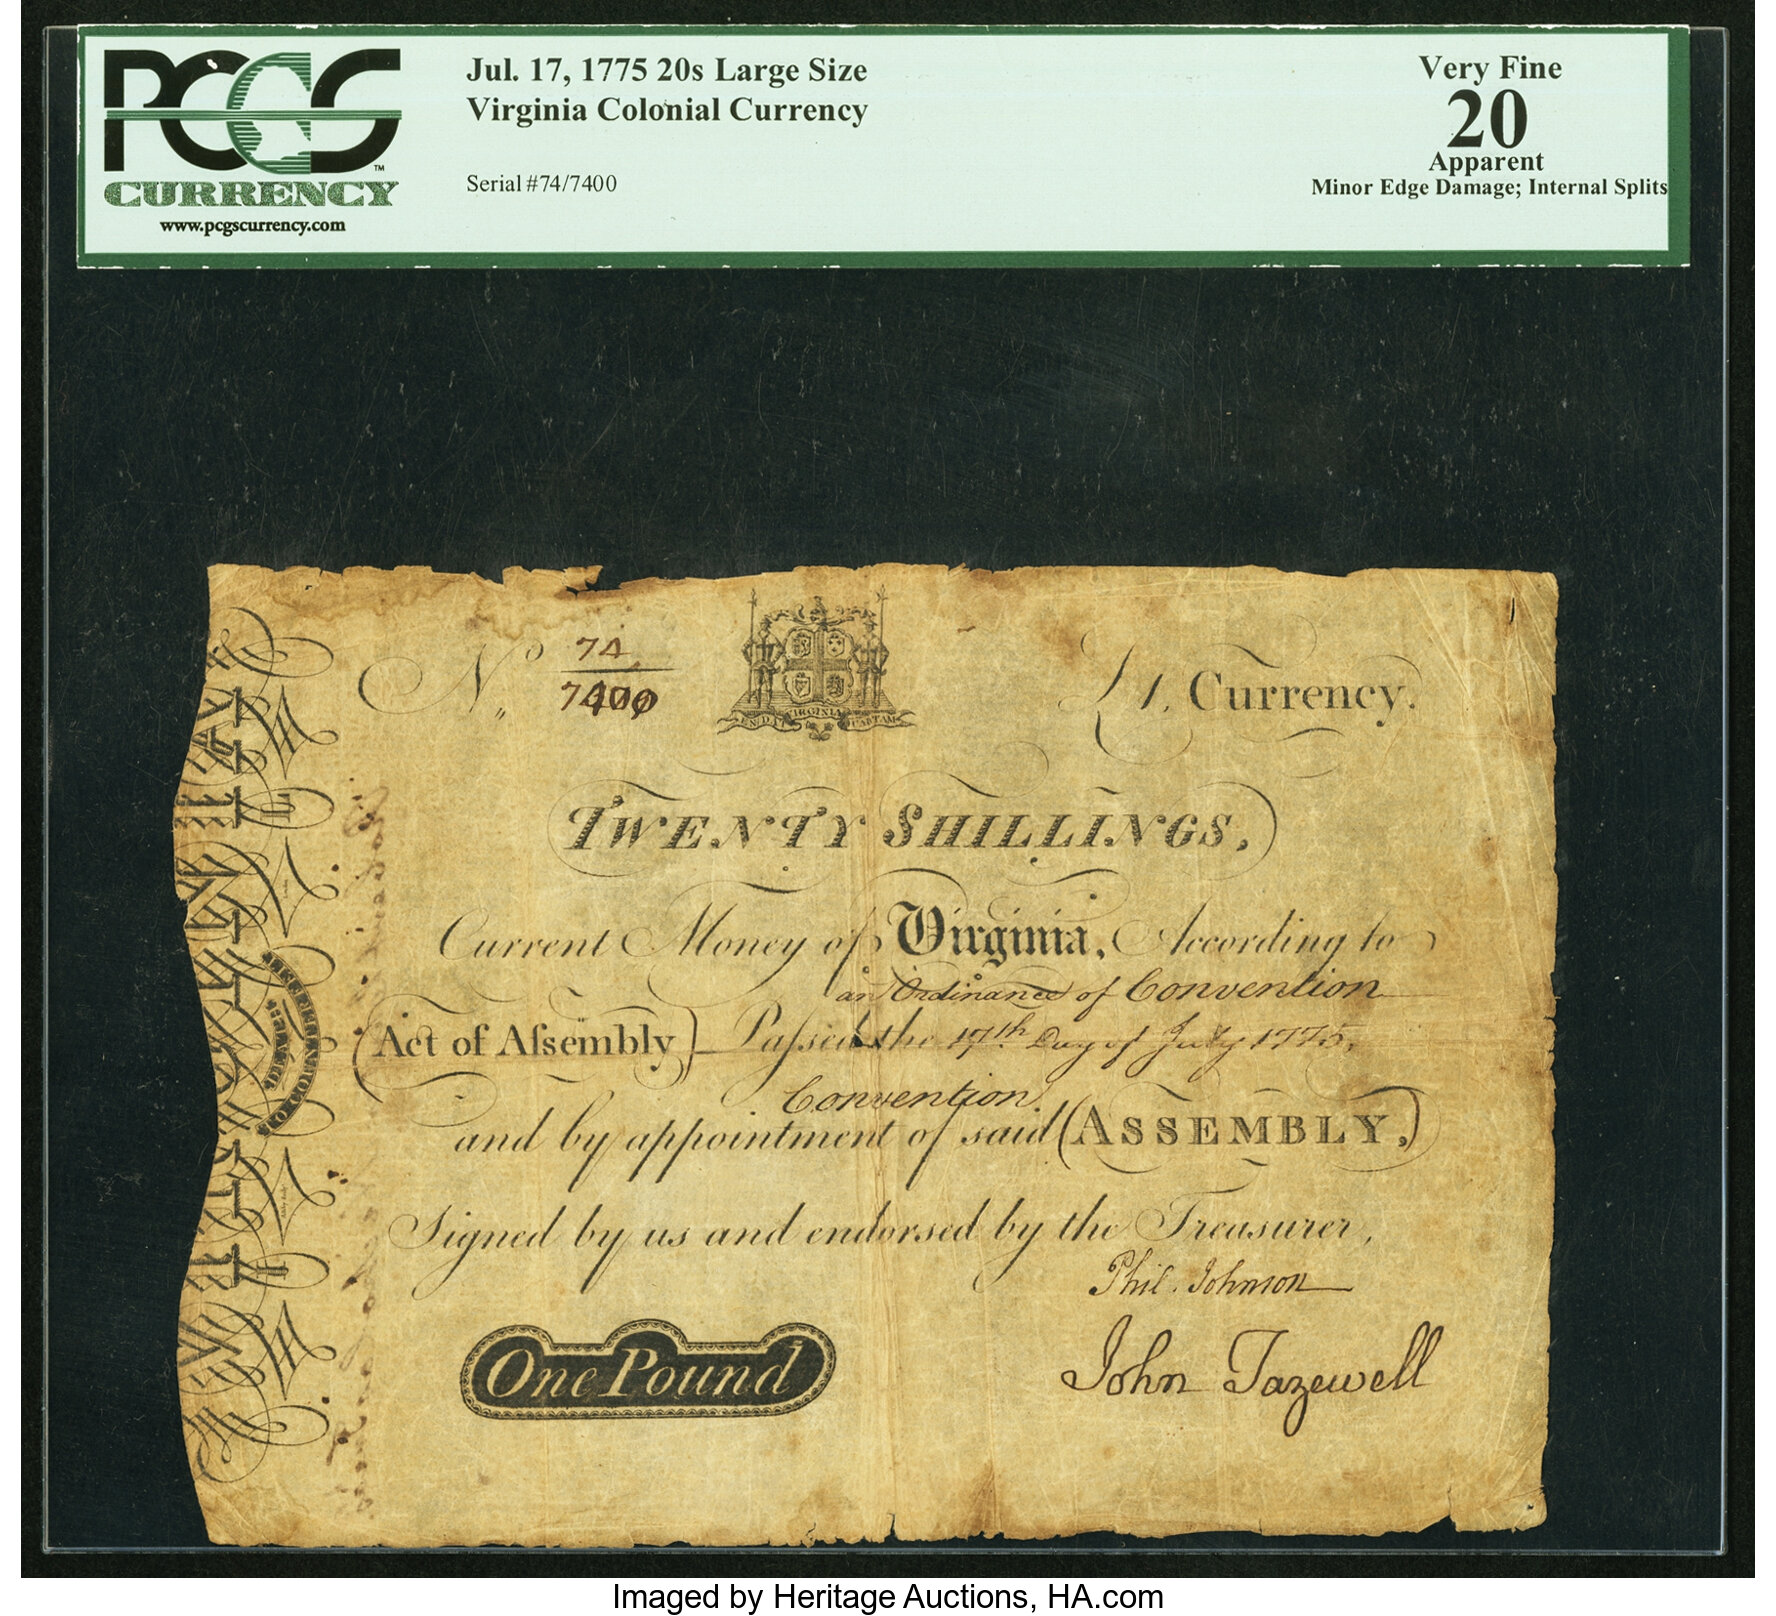 PCGS
CURRENCY
TM
www.pcgscurrency.com
Jul. 17, 1775 20s Large Size
Virginia Colonial Currency
Serial #74/7400
Very Fine
20
Apparent
Minor Edge Damage; Internal Splits
No. 74
7400
VIRGINIA
£1, Currency.
TWENTY SHILLINGS,
Current Money of Virginia, According to
an Ordinance of Convention
(Act of Aſsembly) Paſsed the 17th. Day of July 1775,
Convention
and by appointment of said (ASSEMBLY,)
Signed by us and endorsed by the Treasurer,
Phil. Johnson
John Tazewell
One Pound
DEATH
Imaged by Heritage Auctions, HA.com